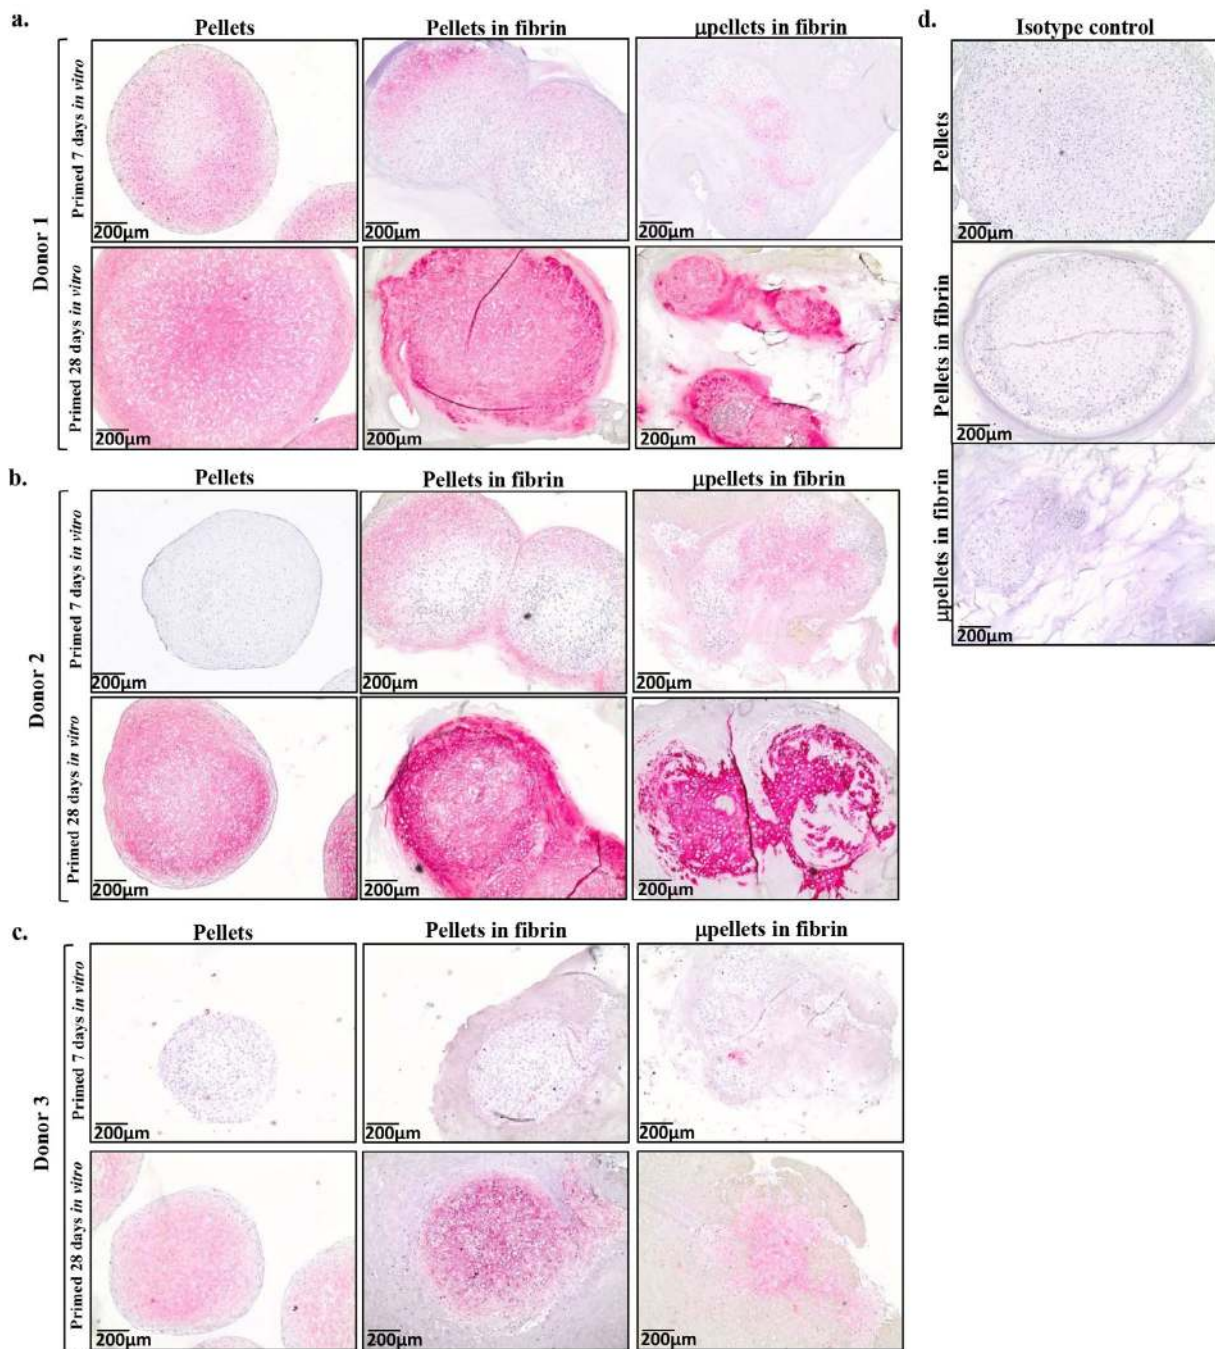 a.
Pellets
Pellets in fibrin
μpellets in fibrin
Donor 1
Primed 7 days in vitro
200μm
200μm
200μm
Primed 28 days in vitro
200μm
200μm
200μm
b.
Pellets
Pellets in fibrin
μpellets in fibrin
Donor 2
Primed 7 days in vitro
200μm
200μm
200μm
Primed 28 days in vitro
200μm
200μm
200μm
c.
Pellets
Pellets in fibrin
μpellets in fibrin
Donor 3
Primed 7 days in vitro
200μm
200μm
200μm
Primed 28 days in vitro
200μm
200μm
200μm
d.
Isotype control
Pellets
200μm
Pellets in fibrin
200μm
μpellets in fibrin
200μm